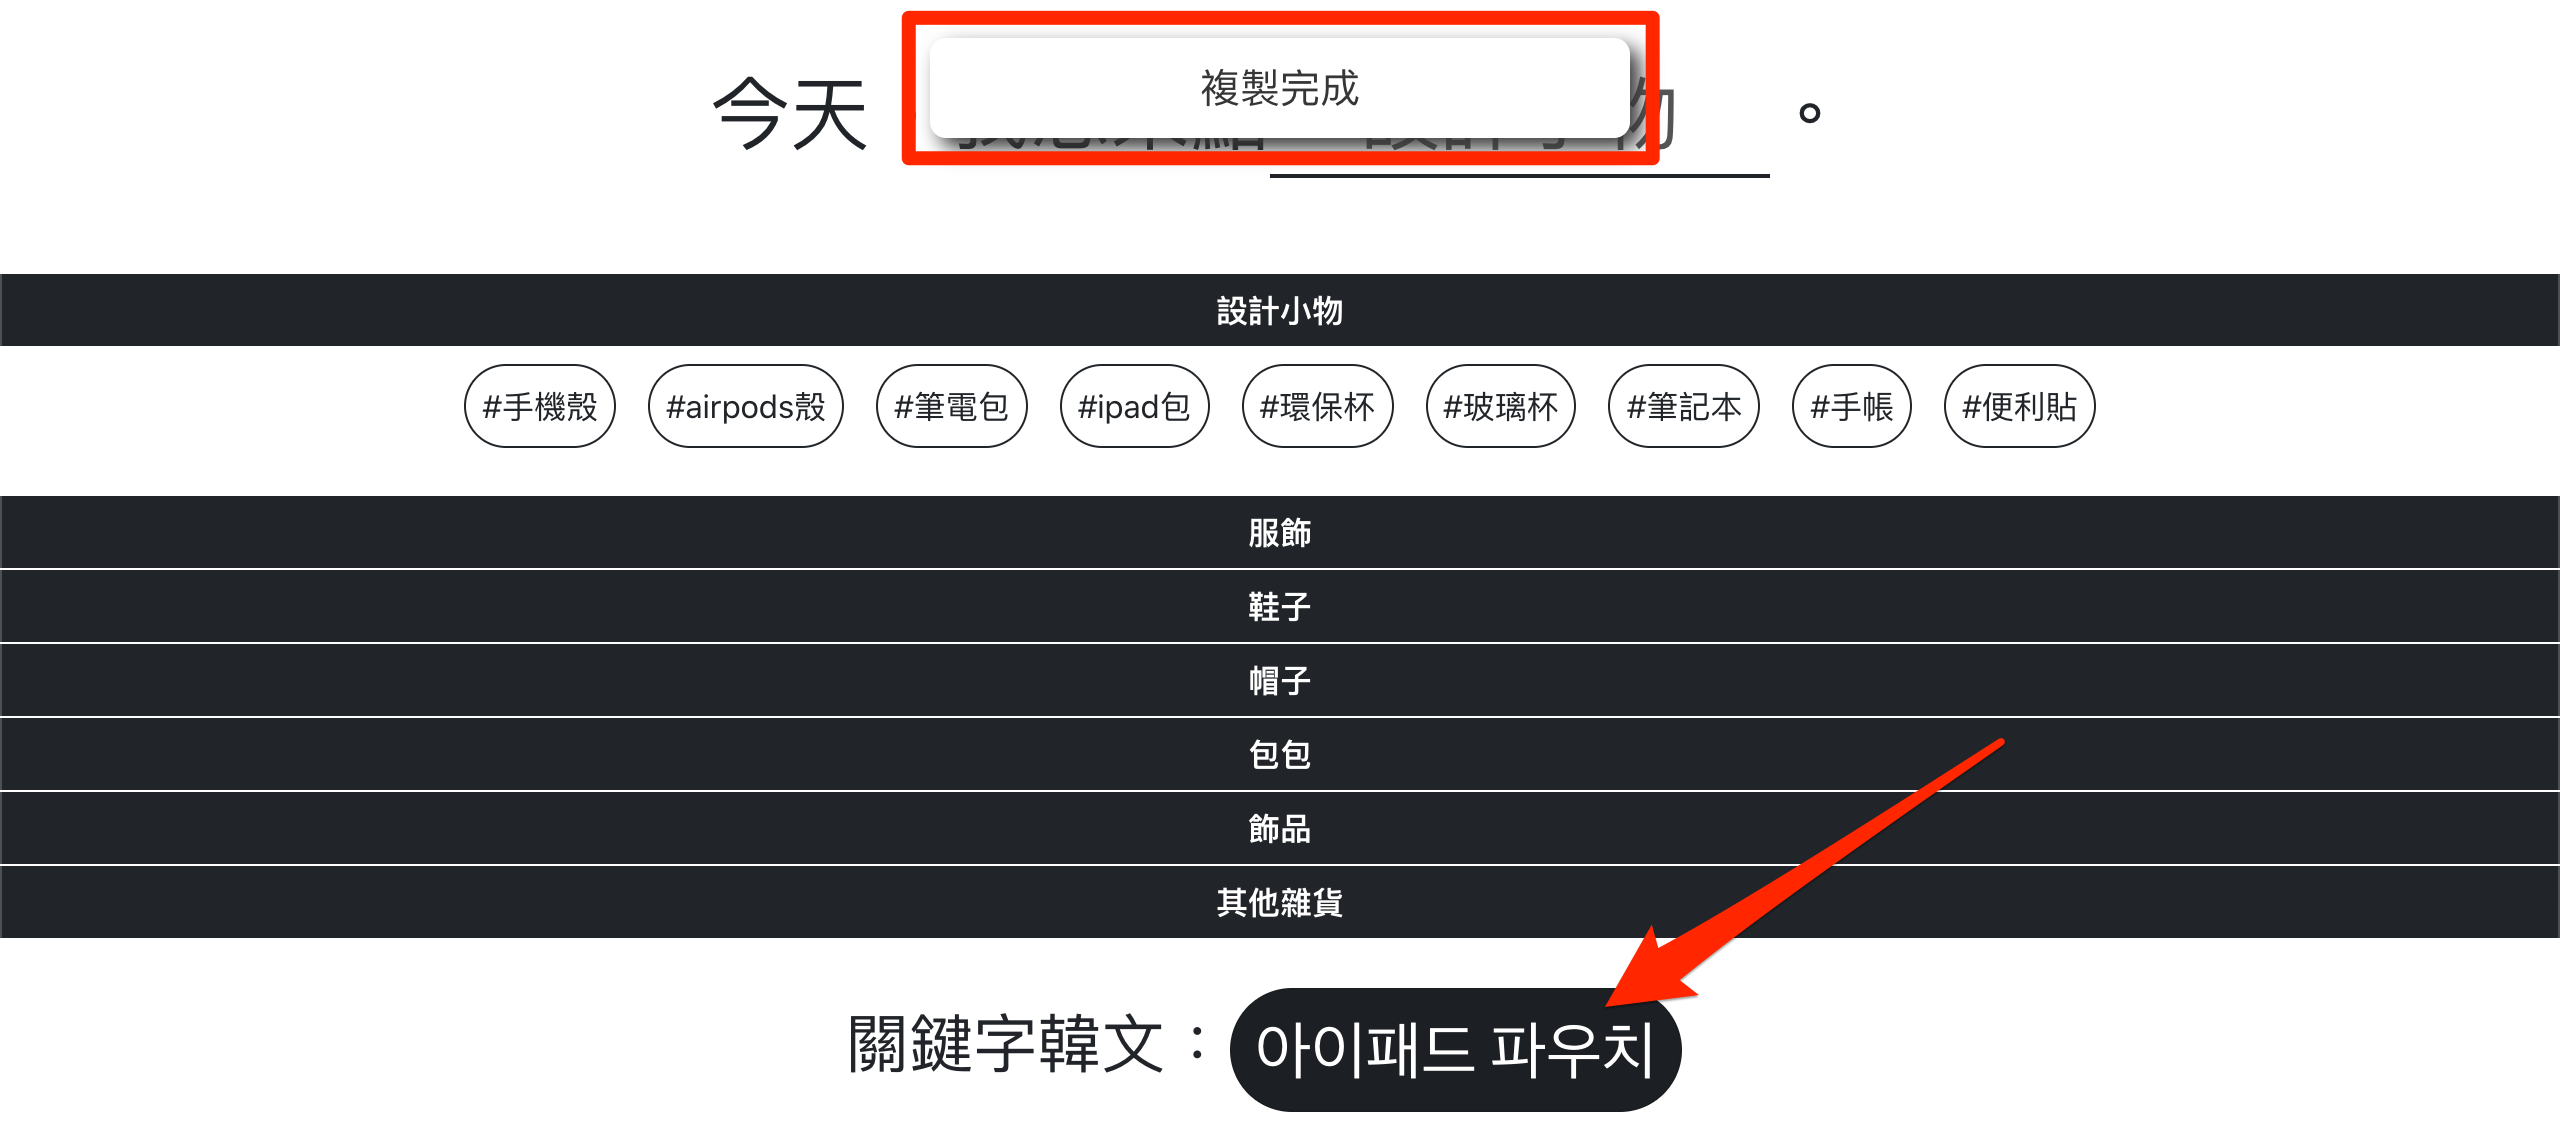 複製完成
今天 物 。
設計小物
#手機殼 #airpods殼 #筆電包 #ipad包 #環保杯 #玻璃杯 #筆記本 #手帳 #便利貼
服飾
鞋子
帽子
包包
飾品
其他雜貨
關鍵字韓文： 아이패드 파우치